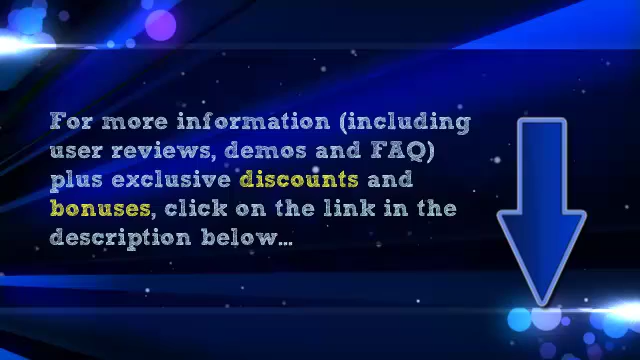 For more information (including
user reviews, demos and FAQ)
plus exclusive discounts and
bonuses, click on the link in the
description below...